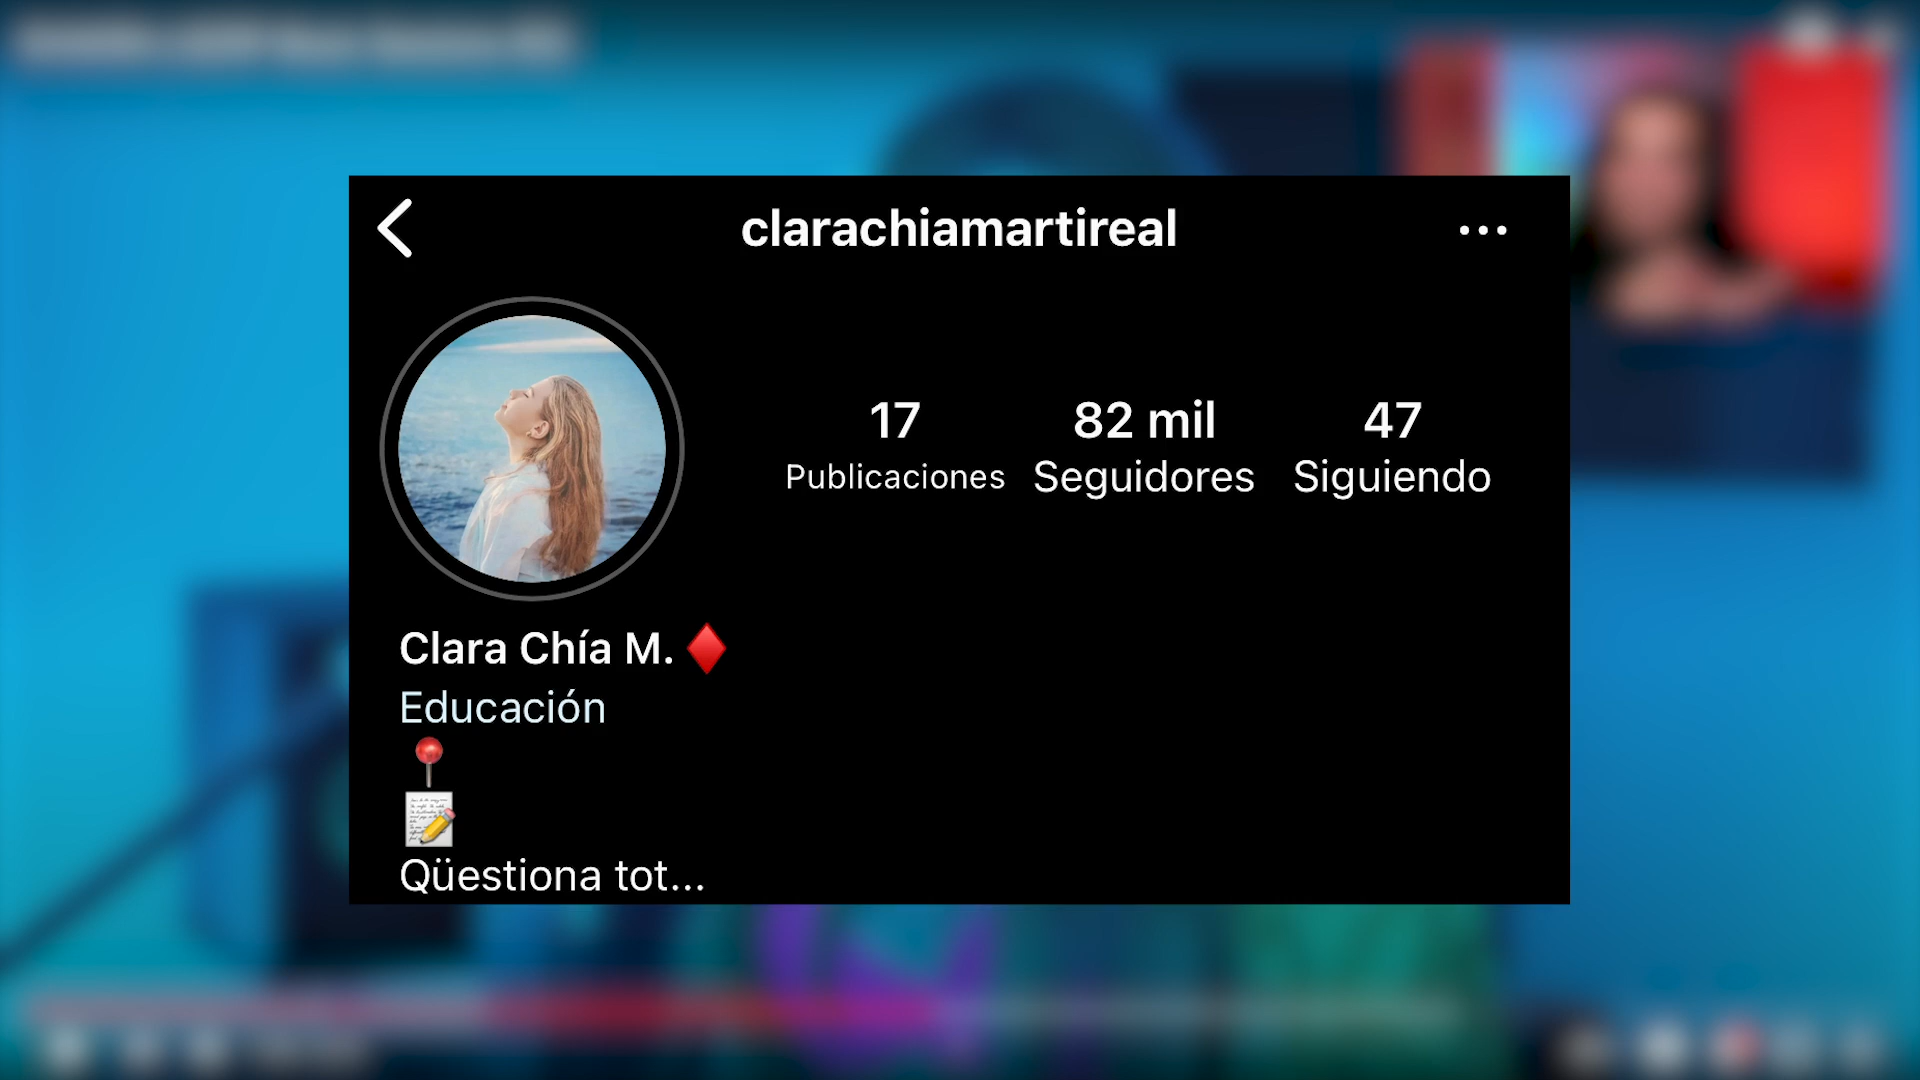 clarachiamartireal
17 82 mil 47
Publicaciones Seguidores Siguiendo
Clara Chía M.
Educación
Qüestiona tot...